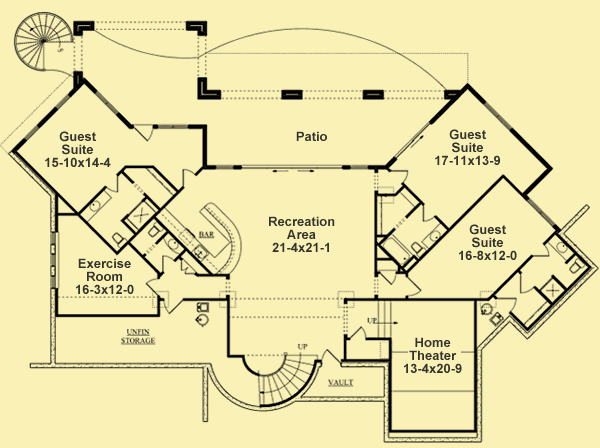 Guest
Suite
15-10x14-4
Patio
Guest
Suite
17-11x13-9
BAR
Recreation
Area
21-4x21-1
Guest
Suite
16-8x12-0
Exercise
Room
16-3x12-0
UNFIN
STORAGE
UP
UP
Home
Theater
13-4x20-9
VAULT